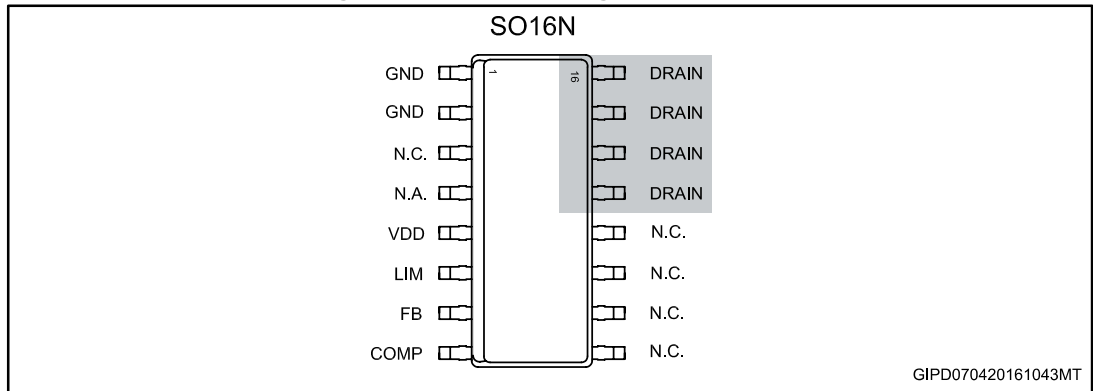 SO16N
GND 1 16 DRAIN
GND DRAIN
N.C. DRAIN
N.A. DRAIN
VDD N.C.
LIM N.C.
FB N.C.
COMP N.C.
GIPD070420161043MT